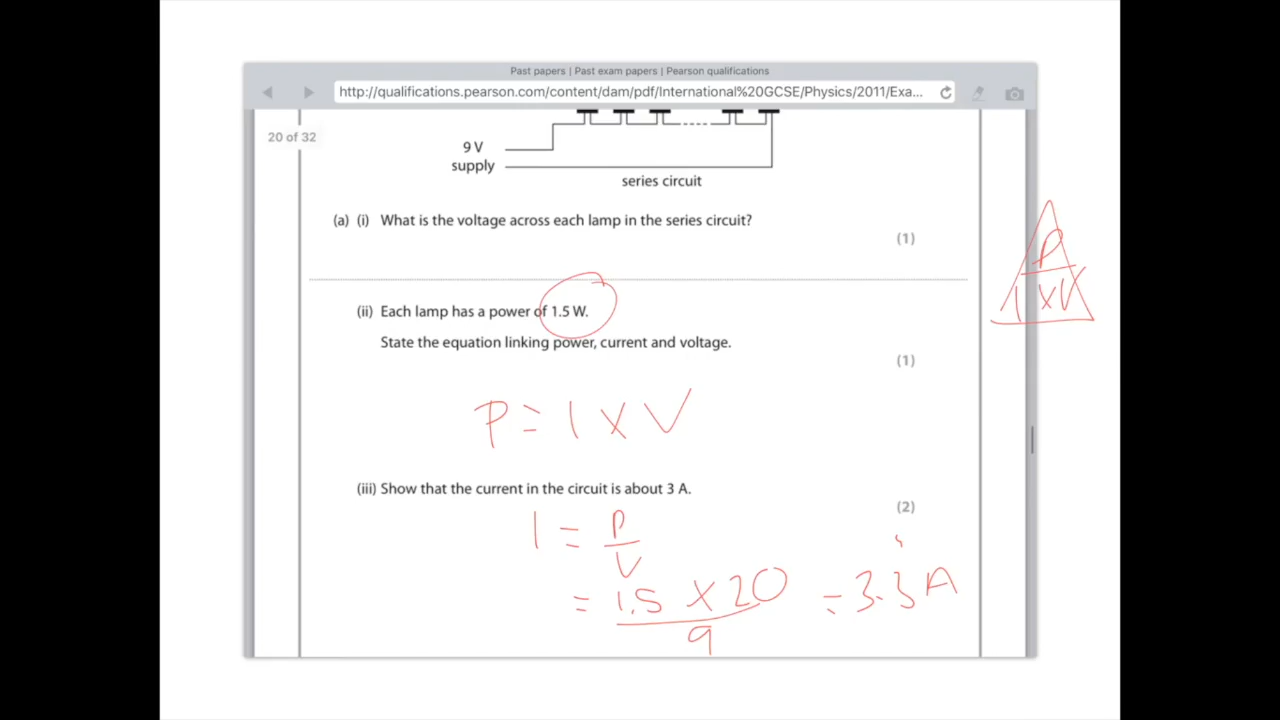 Past papers | Past exam papers | Pearson qualifications
http://qualifications.pearson.com/content/dam/pdf/International%20GCSE/Physics/2011/Exa...
20 of 32
9 V
supply
series circuit
(a) (i) What is the voltage across each lamp in the series circuit?
(1)
P
I x V
(ii) Each lamp has a power of 1.5 W.
State the equation linking power, current and voltage.
(1)
P = I x V
(iii) Show that the current in the circuit is about 3 A.
(2)
I = P
V
= 1.5 x 20 = 3.3 A
9